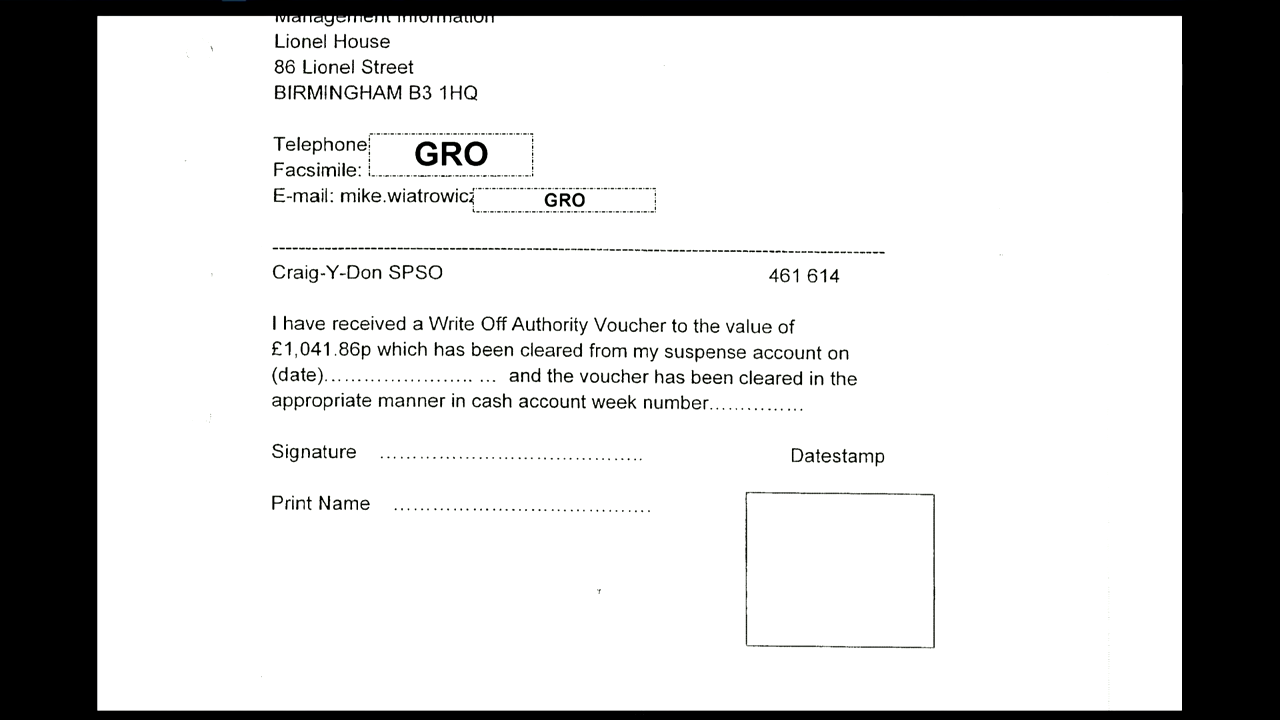 Management Information
Lionel House
86 Lionel Street
BIRMINGHAM B3 1HQ
Telephone GRO
Facsimile:
E-mail: mike.wiatrowicz GRO
Craig-Y-Don SPSO 461 614
I have received a Write Off Authority Voucher to the value of
£1,041.86p which has been cleared from my suspense account on
(date)...................... ... and the voucher has been cleared in the
appropriate manner in cash account week number..............
Signature ........................................
Datestamp
Print Name .......................................